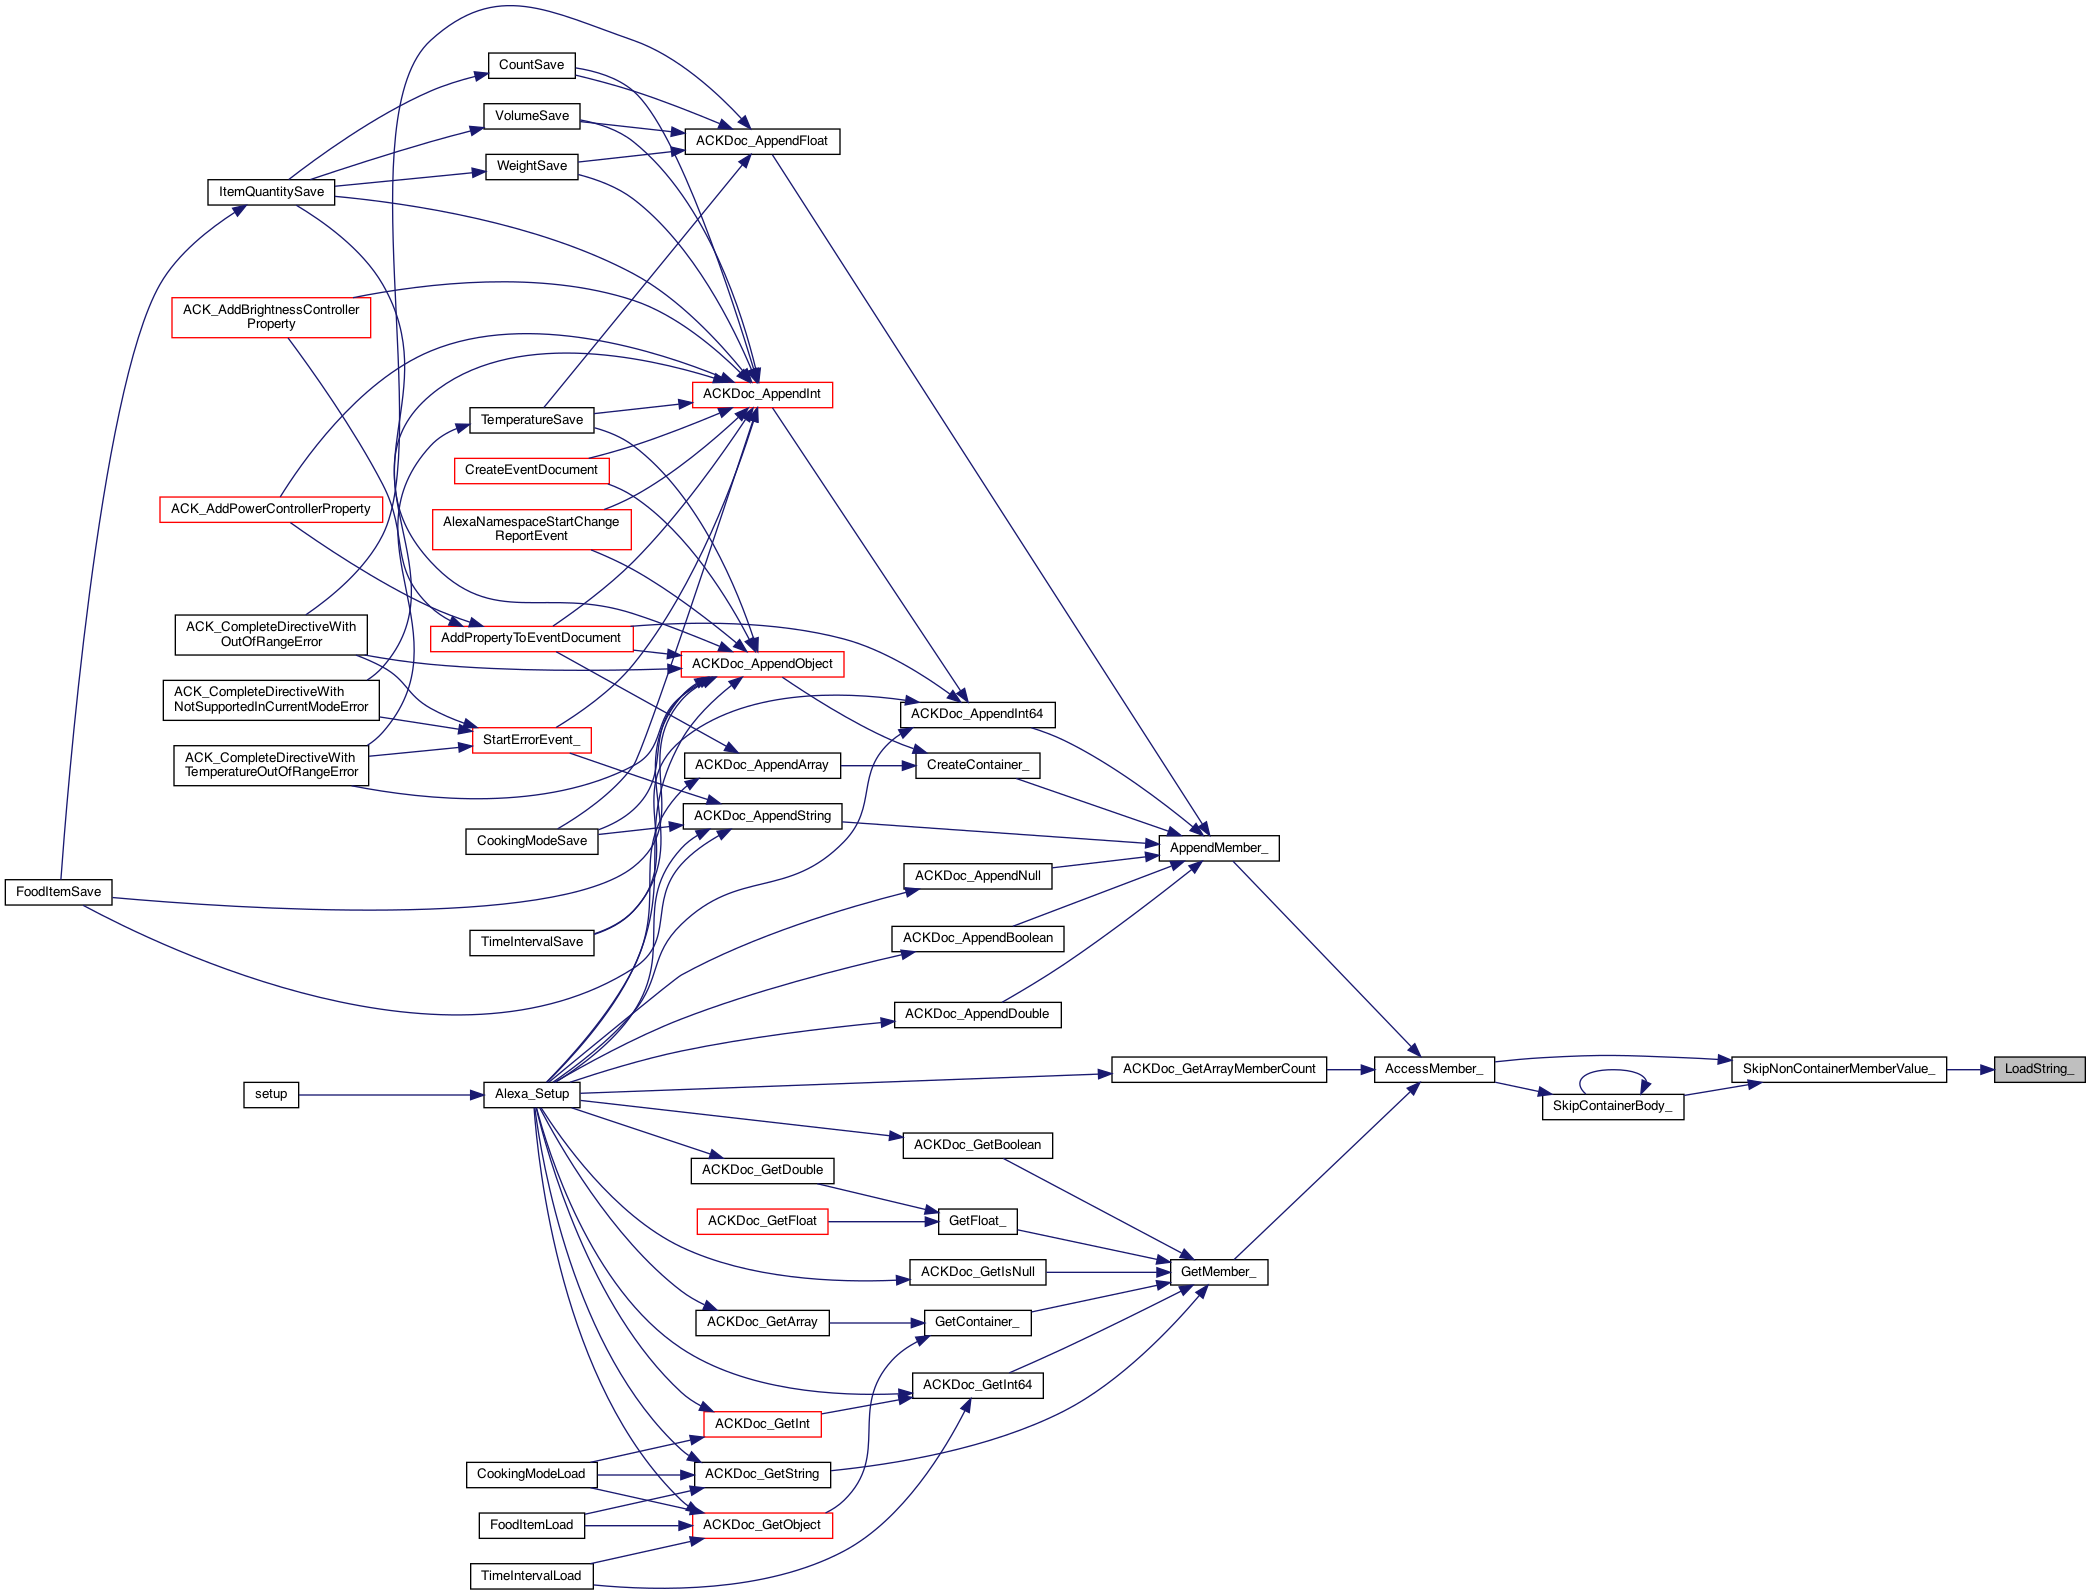 CountSave
VolumeSave
ACKDoc_AppendFloat
WeightSave
ItemQuantitySave
ACK_AddBrightnessController
Property
ACKDoc_AppendInt
TemperatureSave
CreateEventDocument
ACK_AddPowerControllerProperty
AlexaNamespaceStartChange
ReportEvent
ACK_CompleteDirectiveWith
OutOfRangeError
AddPropertyToEventDocument
ACKDoc_AppendObject
ACK_CompleteDirectiveWith
NotSupportedInCurrentModeError
ACKDoc_AppendInt64
StartErrorEvent_
ACK_CompleteDirectiveWith
TemperatureOutOfRangeError
ACKDoc_AppendArray
CreateContainer_
ACKDoc_AppendString
CookingModeSave
AppendMember_
FoodItemSave
ACKDoc_AppendNull
TimeIntervalSave
ACKDoc_AppendBoolean
ACKDoc_AppendDouble
ACKDoc_GetArrayMemberCount
AccessMember_
SkipNonContainerMemberValue_
LoadString_
setup
Alexa_Setup
SkipContainerBody_
ACKDoc_GetBoolean
ACKDoc_GetDouble
ACKDoc_GetFloat
GetFloat_
ACKDoc_GetIsNull
GetMember_
ACKDoc_GetArray
GetContainer_
ACKDoc_GetInt64
ACKDoc_GetInt
CookingModeLoad
ACKDoc_GetString
FoodItemLoad
ACKDoc_GetObject
TimeIntervalLoad